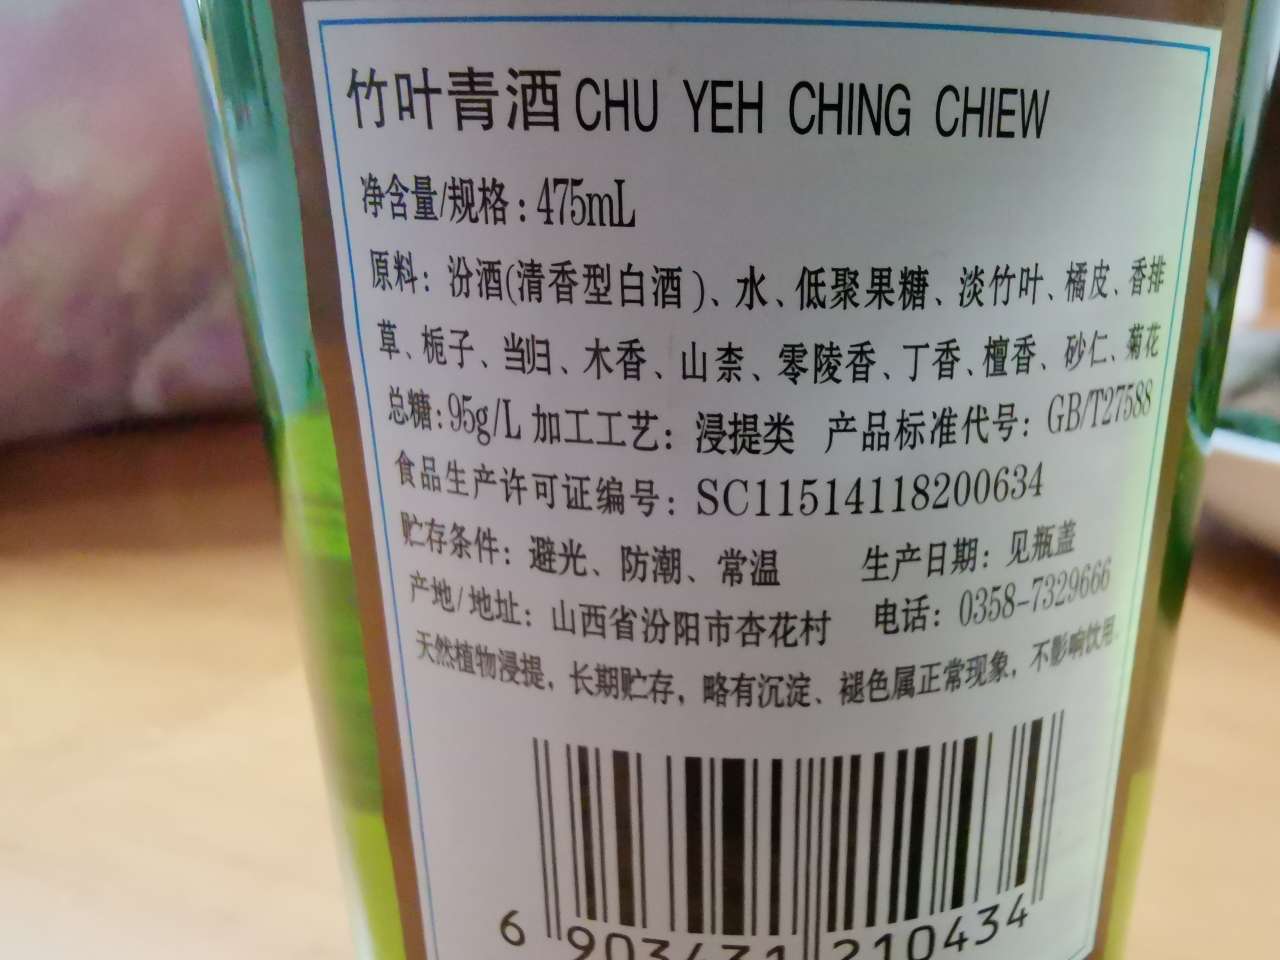 竹叶青酒 CHU YEH CHING CHIEW
净含量/规格：475mL
原料：汾酒(清香型白酒)、水、低聚果糖、淡竹叶、橘皮、香排
草、栀子、当归、木香、山柰、零陵香、丁香、檀香、砂仁、菊花
总糖：95g/L 加工工艺：浸提类 产品标准代号：GB/T27588
食品生产许可证编号：SC11514118200634
贮存条件：避光、防潮、常温 生产日期：见瓶盖
产地/地址：山西省汾阳市杏花村 电话：0358-7329666
天然植物浸提，长期贮存，略有沉淀、褪色属正常现象，不影响饮用。
6 903431 210434